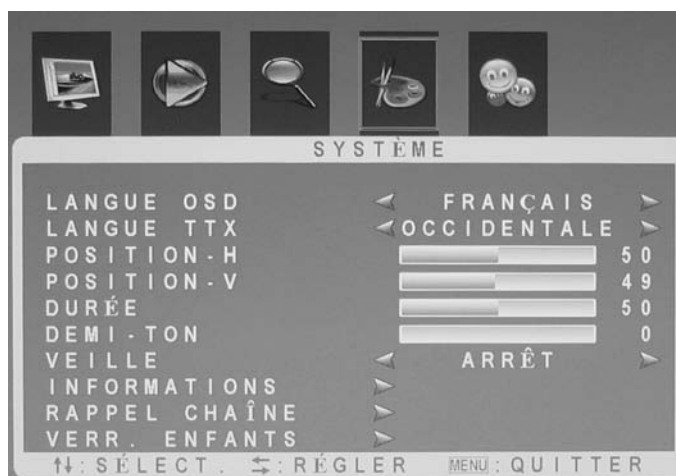 SYSTÈME
LANGUE OSD FRANÇAIS
LANGUE TTX OCCIDENTALE
POSITION-H 50
POSITION-V 49
DURÉE 50
DEMI-TON 0
VEILLE ARRÊT
INFORMATIONS
RAPPEL CHAÎNE
VERR. ENFANTS
↑↓: SÉLECT. ⇆: RÉGLER MENU: QUITTER